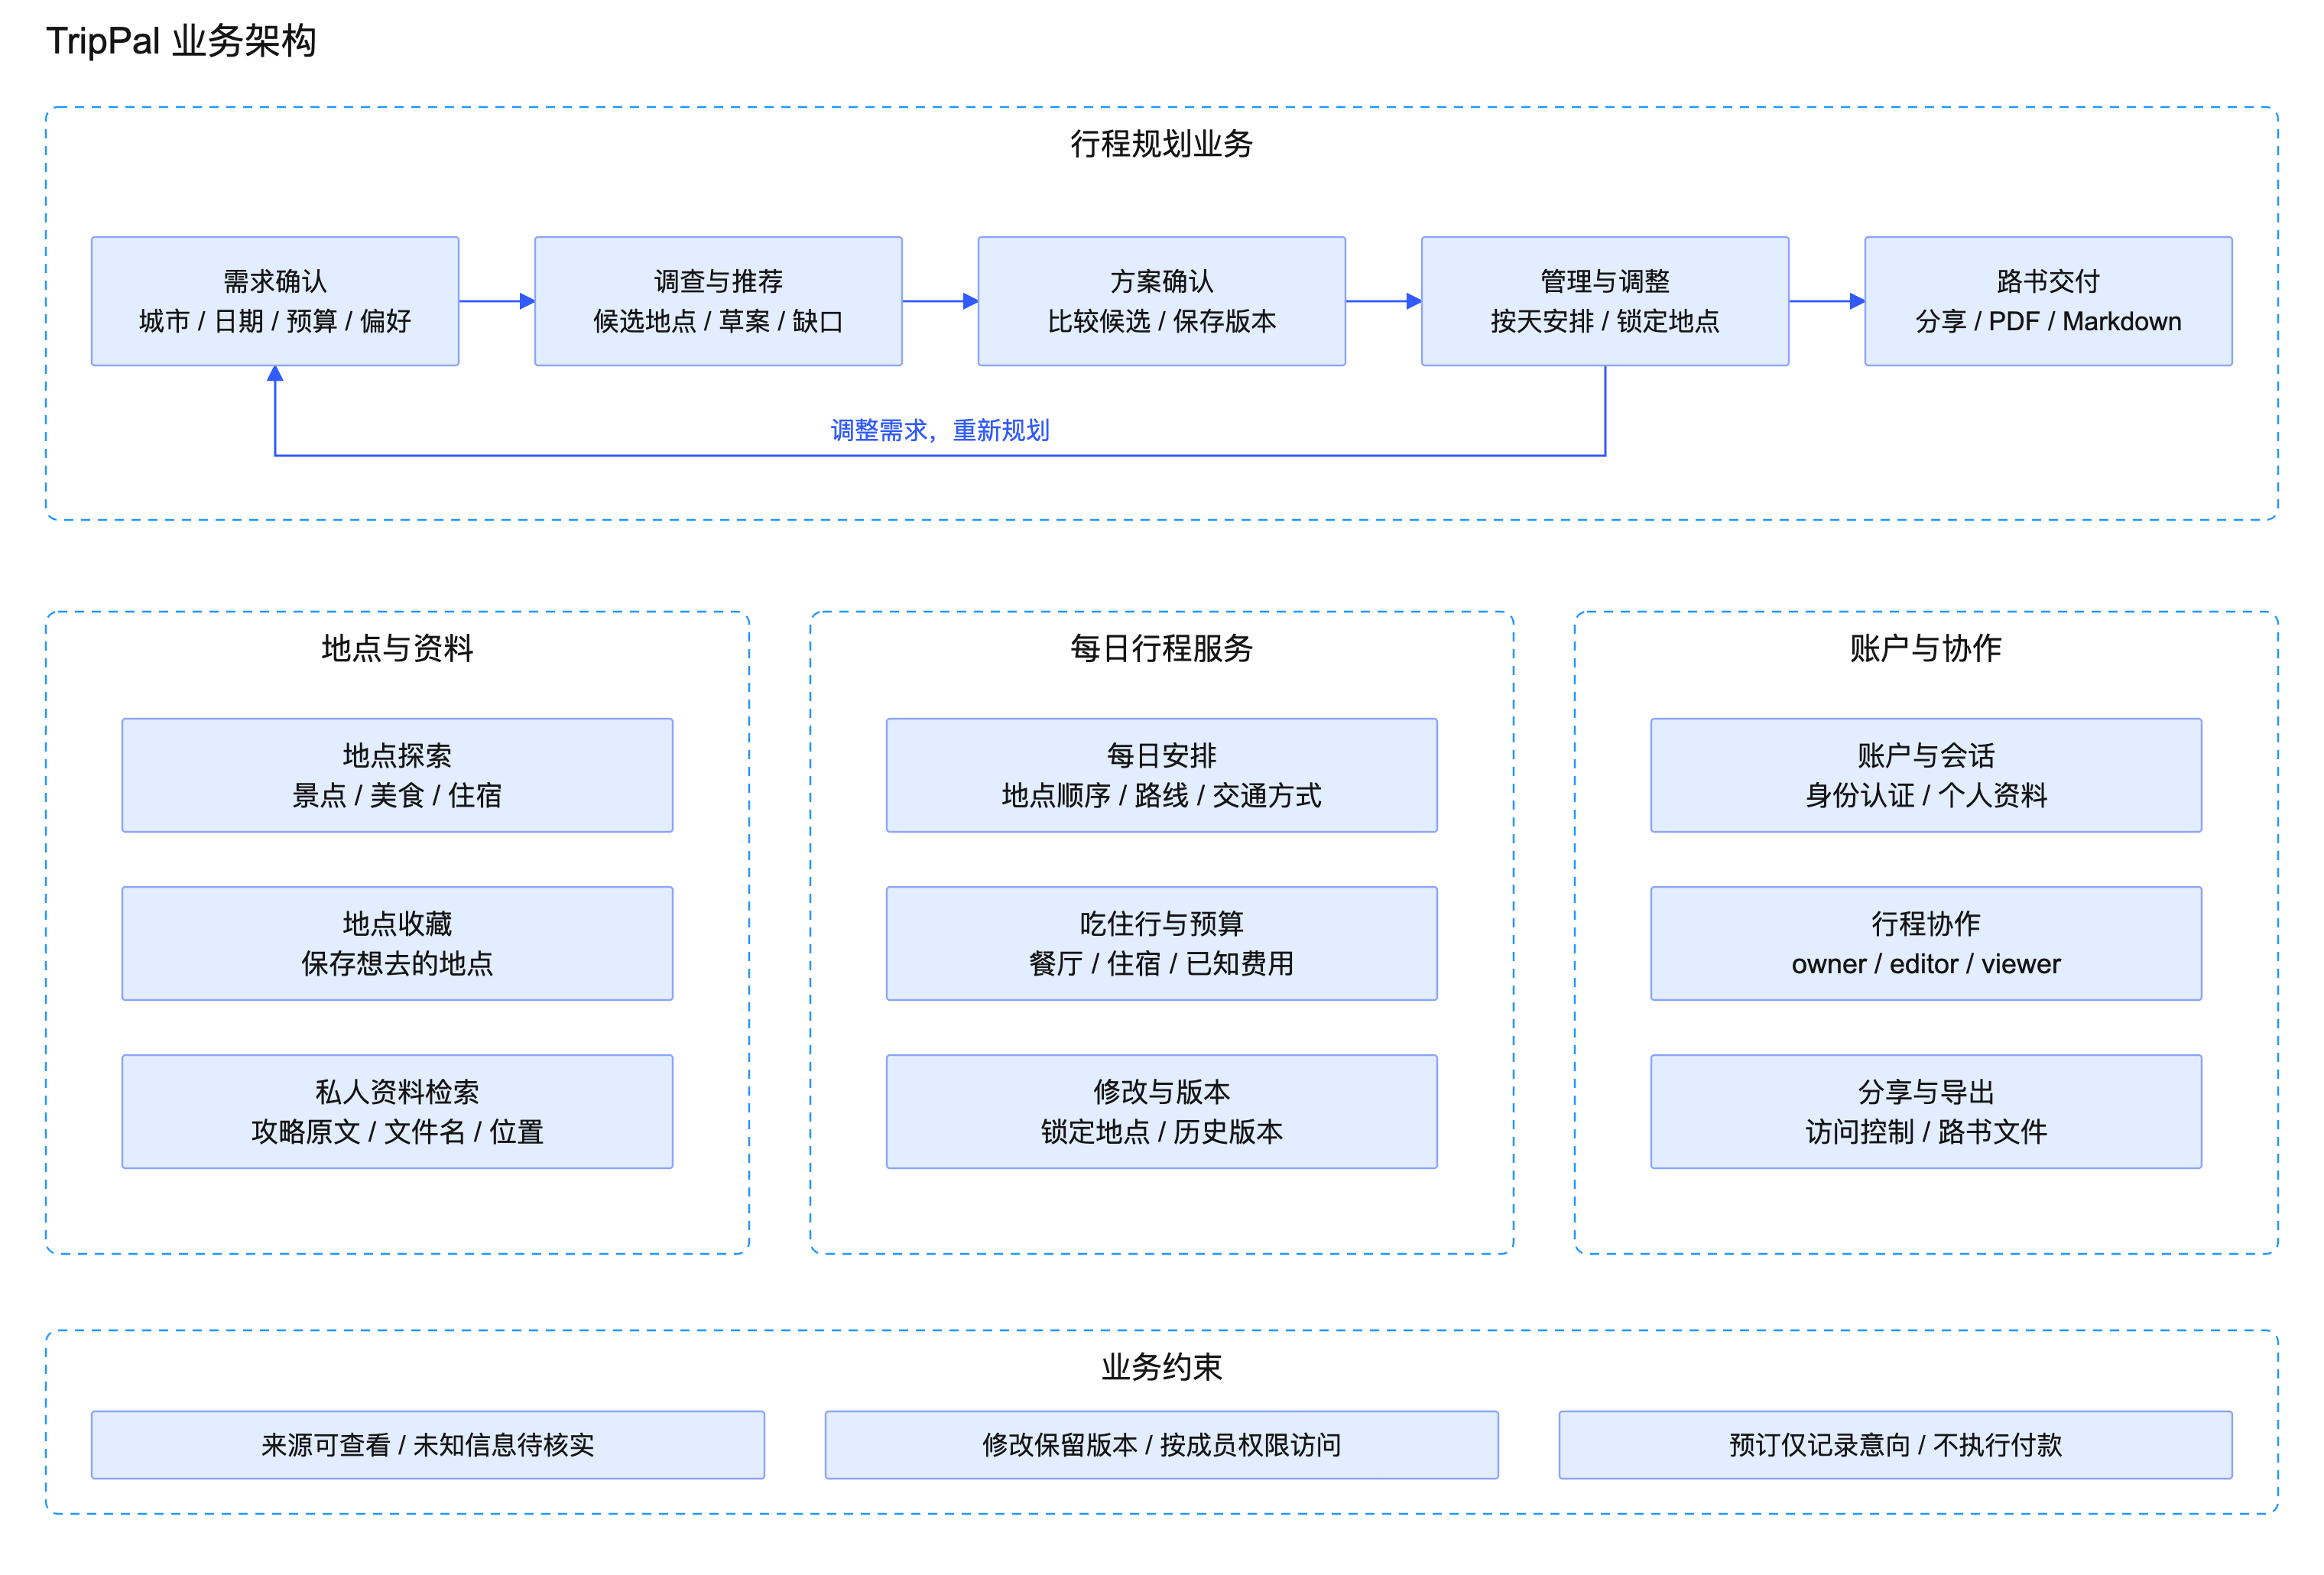 TripPal 业务架构
行程规划业务
需求确认
城市 / 日期 / 预算 / 偏好
调查与推荐
候选地点 / 草案 / 缺口
方案确认
比较候选 / 保存版本
管理与调整
按天安排 / 锁定地点
路书交付
分享 / PDF / Markdown
调整需求，重新规划
地点与资料
地点探索
景点 / 美食 / 住宿
地点收藏
保存想去的地点
私人资料检索
攻略原文 / 文件名 / 位置
每日行程服务
每日安排
地点顺序 / 路线 / 交通方式
吃住行与预算
餐厅 / 住宿 / 已知费用
修改与版本
锁定地点 / 历史版本
账户与协作
账户与会话
身份认证 / 个人资料
行程协作
owner / editor / viewer
分享与导出
访问控制 / 路书文件
业务约束
来源可查看 / 未知信息待核实
修改保留版本 / 按成员权限访问
预订仅记录意向 / 不执行付款